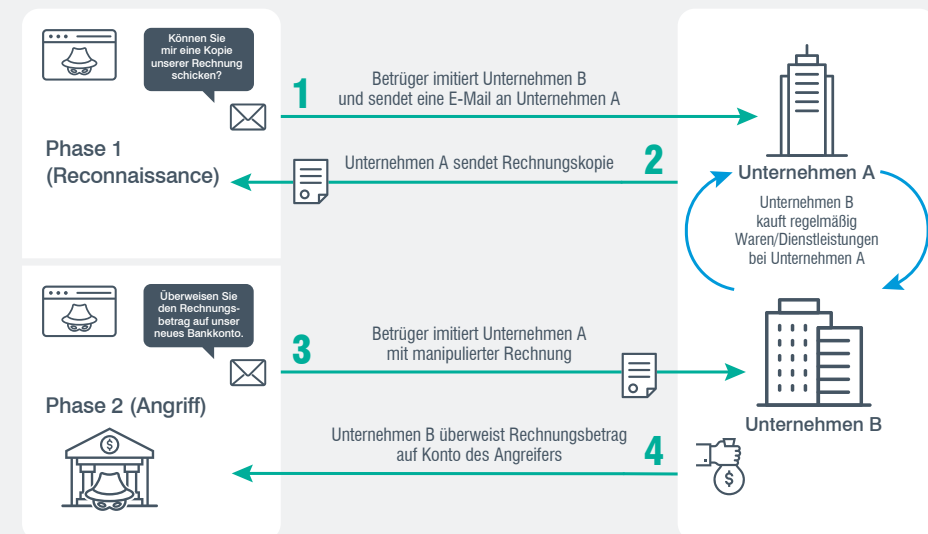 Können Sie
mir eine Kopie
unserer Rechnung
schicken?
1
Betrüger imitiert Unternehmen B
und sendet eine E-Mail an Unternehmen A
Phase 1
(Reconnaissance)
Unternehmen A sendet Rechnungskopie
2
Unternehmen A
Unternehmen B
kauft regelmäßig
Waren/Dienstleistungen
bei Unternehmen A
Überweisen Sie
den Rechnungs-
betrag auf unser
neues Bankkonto.
3
Betrüger imitiert Unternehmen A
mit manipulierter Rechnung
Phase 2 (Angriff)
Unternehmen B
Unternehmen B überweist Rechnungsbetrag
auf Konto des Angreifers
4
$
$